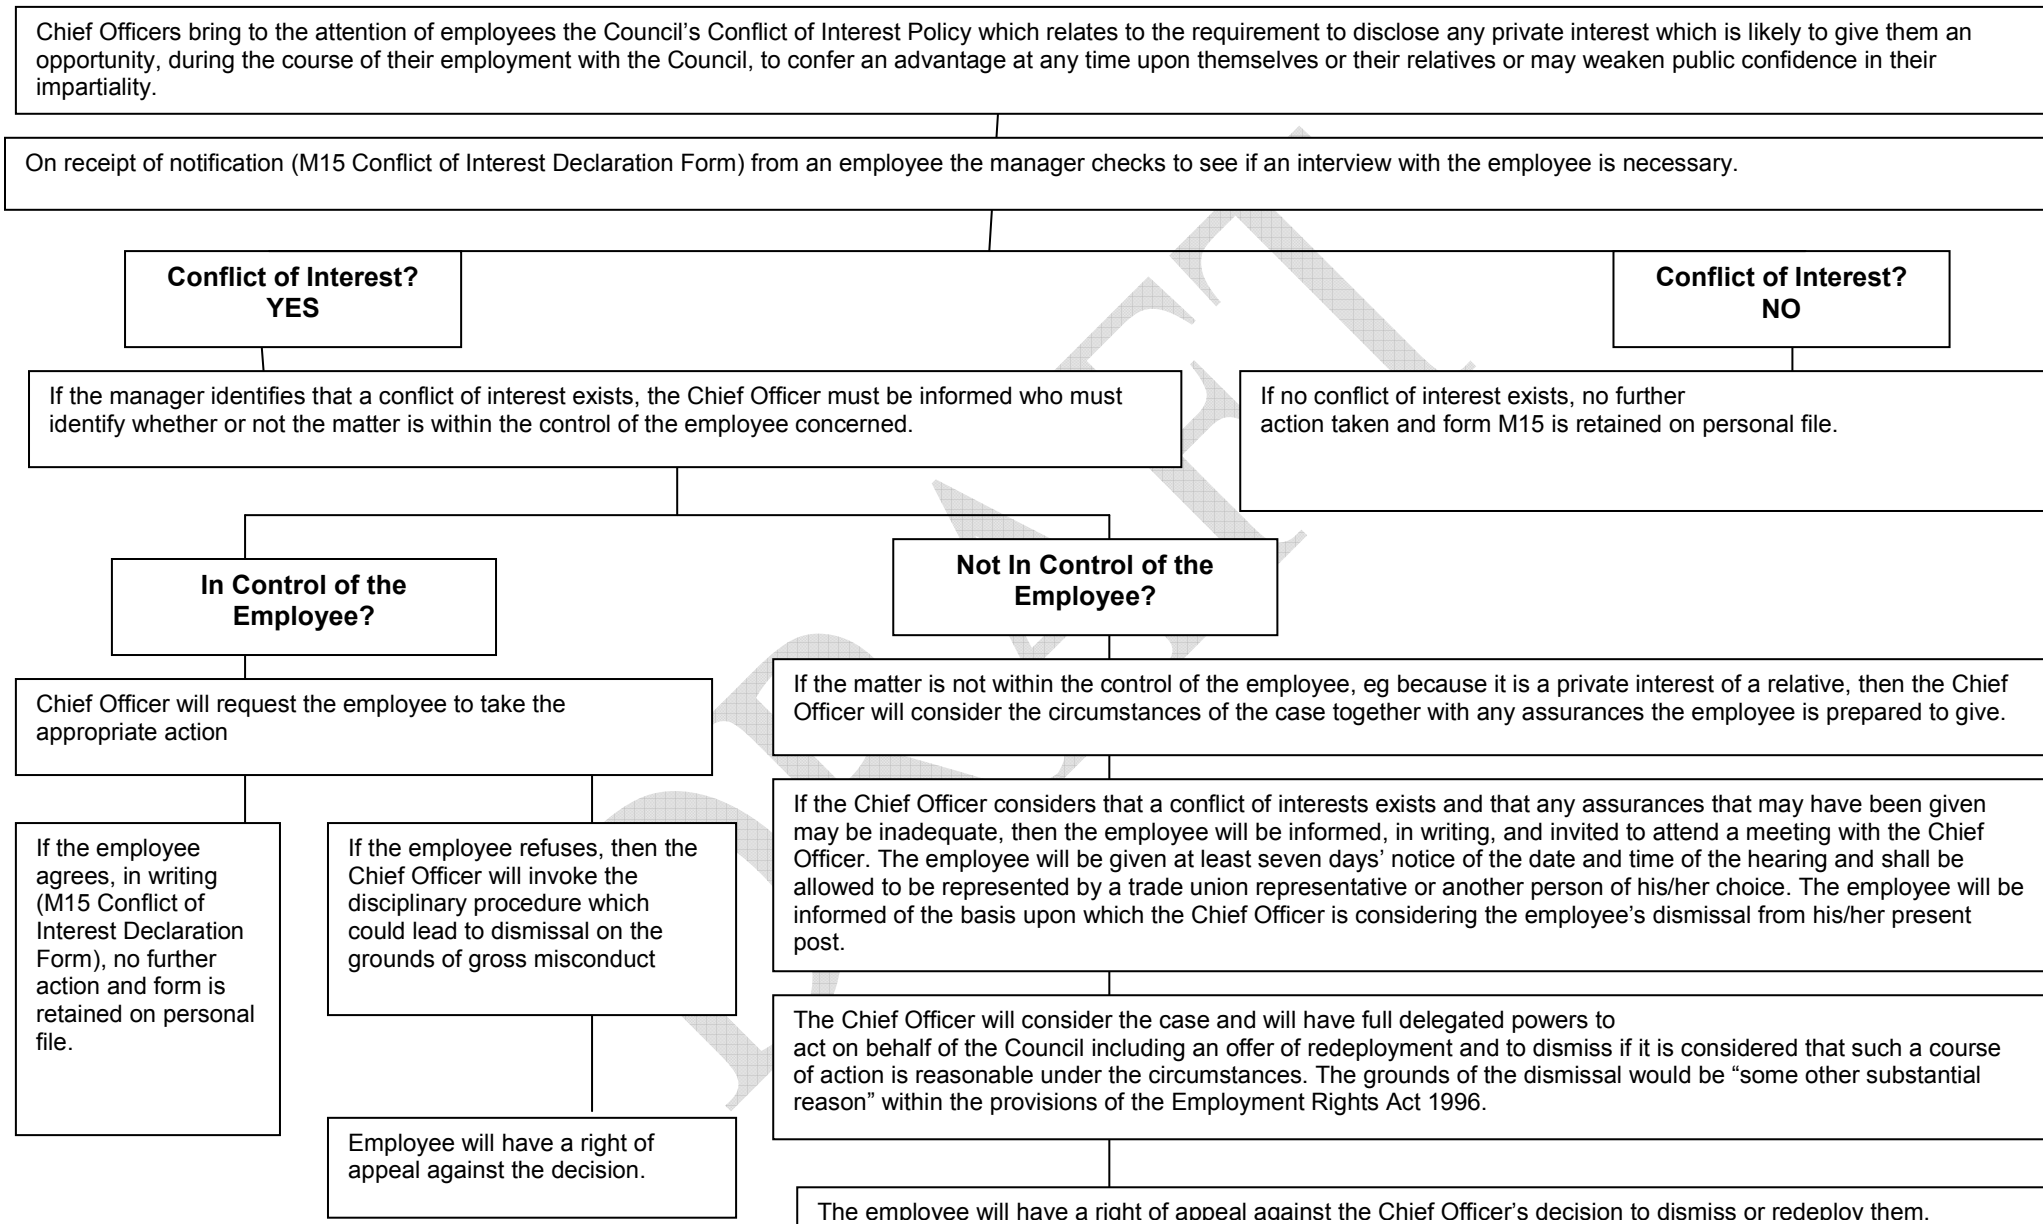 Chief Officers bring to the attention of employees the Council’s Conflict of Interest Policy which relates to the requirement to disclose any private interest which is likely to give them an
opportunity, during the course of their employment with the Council, to confer an advantage at any time upon themselves or their relatives or may weaken public confidence in their
impartiality.
On receipt of notification (M15 Conflict of Interest Declaration Form) from an employee the manager checks to see if an interview with the employee is necessary.
Conflict of Interest?
YES
Conflict of Interest?
NO
If the manager identifies that a conflict of interest exists, the Chief Officer must be informed who must
identify whether or not the matter is within the control of the employee concerned.
If no conflict of interest exists, no further
action taken and form M15 is retained on personal file.
In Control of the
Employee?
Not In Control of the
Employee?
Chief Officer will request the employee to take the
appropriate action
If the employee
agrees, in writing
(M15 Conflict of
Interest Declaration
Form), no further
action and form is
retained on personal
file.
If the employee refuses, then the
Chief Officer will invoke the
disciplinary procedure which
could lead to dismissal on the
grounds of gross misconduct
Employee will have a right of
appeal against the decision.
If the matter is not within the control of the employee, eg because it is a private interest of a relative, then the Chief
Officer will consider the circumstances of the case together with any assurances the employee is prepared to give.
If the Chief Officer considers that a conflict of interests exists and that any assurances that may have been given
may be inadequate, then the employee will be informed, in writing, and invited to attend a meeting with the Chief
Officer. The employee will be given at least seven days’ notice of the date and time of the hearing and shall be
allowed to be represented by a trade union representative or another person of his/her choice. The employee will be
informed of the basis upon which the Chief Officer is considering the employee’s dismissal from his/her present
post.
The Chief Officer will consider the case and will have full delegated powers to
act on behalf of the Council including an offer of redeployment and to dismiss if it is considered that such a course
of action is reasonable under the circumstances. The grounds of the dismissal would be “some other substantial
reason” within the provisions of the Employment Rights Act 1996.
The employee will have a right of appeal against the Chief Officer’s decision to dismiss or redeploy them.
DRAFT